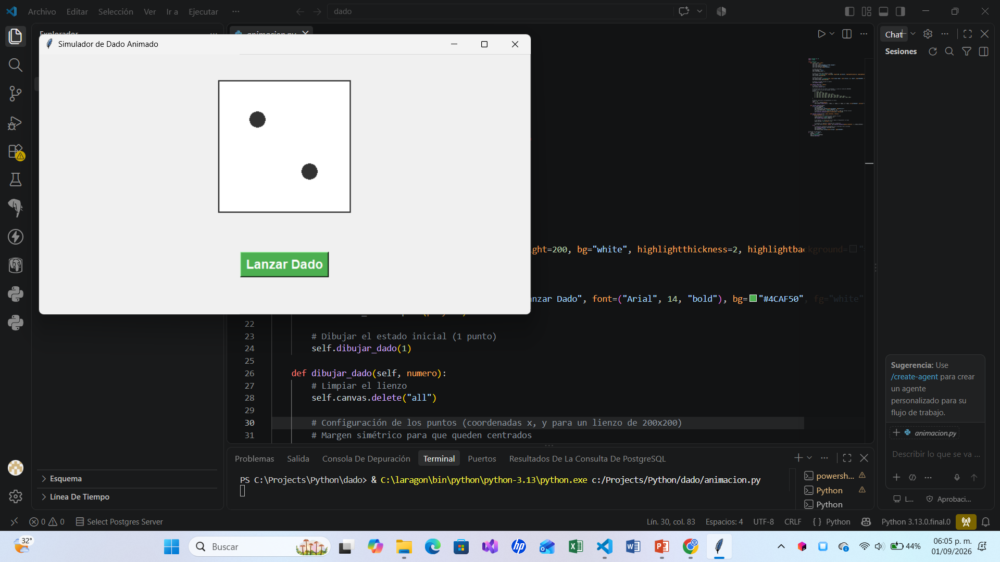 Archivo Editar Selección Ver Ir a Ejecutar
dado
Simulador de Dado Animado
Lanzar Dado
Chat
Sesiones
ght=200, bg="white", highlightthickness=2, highlightbackground= "
nzar Dado", font=("Arial", 14, "bold"), bg= "#4CAF50", fg="white"
22
23 # Dibujar el estado inicial (1 punto)
24 self.dibujar_dado(1)
25
26 def dibujar_dado(self, numero):
27 # Limpiar el lienzo
28 self.canvas.delete("all")
29
30 # Configuración de los puntos (coordenadas x, y para un lienzo de 200x200)
31 # Margen simétrico para que queden centrados
Sugerencia: Use
/create-agent para crear
un agente
personalizado para su
flujo de trabajo.
animacion.py
Describir lo que se va ...
L... Aprobaci...
Esquema
Línea De Tiempo
Problemas Salida Consola De Depuración Terminal Puertos Resultados De La Consulta De PostgreSQL
PS C:\Projects\Python\dado> & C:\laragon\bin\python\python-3.13\python.exe c:/Projects/Python/dado/animacion.py
powersh...
Python
Python
0 0 Select Postgres Server Lín. 30, col. 83 Espacios: 4 UTF-8 CRLF { } Python Python 3.13.0.final.0
32°
Buscar
44%
06:05 p. m.
01/09/2026